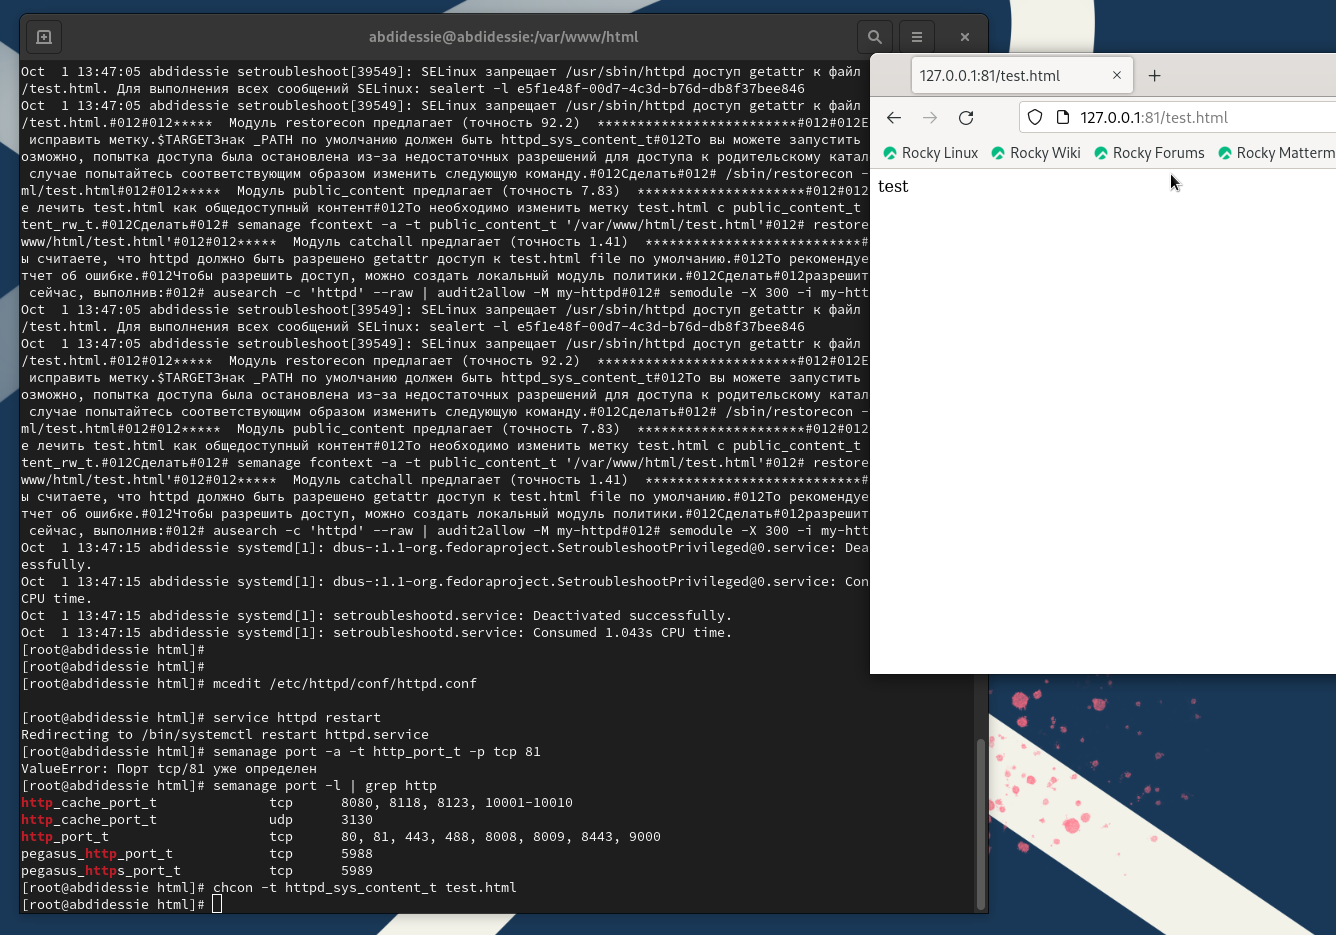 abdidessie@abdidessie:/var/www/html
Oct  1 13:47:05 abdidessie setroubleshoot[39549]: SELinux запрещает /usr/sbin/httpd доступ getattr к файл
/test.html. Для выполнения всех сообщений SELinux: sealert -l e5f1e48f-00d7-4c3d-b76d-db8f37bee846
Oct  1 13:47:05 abdidessie setroubleshoot[39549]: SELinux запрещает /usr/sbin/httpd доступ getattr к файл
/test.html.#012#012*****  Модуль restorecon предлагает (точность 92.2)  *************************#012#012Е
исправить метку.$TARGETЗнак _PATH по умолчанию должен быть httpd_sys_content_t#012То вы можете запустить
озможно, попытка доступа была остановлена из-за недостаточных разрешений для доступа к родительскому катал
случае попытайтесь соответствующим образом изменить следующую команду.#012Сделать#012# /sbin/restorecon -
ml/test.html#012#012*****  Модуль public_content предлагает (точность 7.83)  *********************#012#012
е лечить test.html как общедоступный контент#012То необходимо изменить метку test.html с public_content_t
tent_rw_t.#012Сделать#012# semanage fcontext -a -t public_content_t '/var/www/html/test.html'#012# restore
www/html/test.html'#012#012*****  Модуль catchall предлагает (точность 1.41)  ***************************#
ы считаете, что httpd должно быть разрешено getattr доступ к test.html file по умолчанию.#012То рекомендуе
тчет об ошибке.#012Чтобы разрешить доступ, можно создать локальный модуль политики.#012Сделать#012разрешит
сейчас, выполнив:#012# ausearch -c 'httpd' --raw | audit2allow -M my-httpd#012# semodule -X 300 -i my-htt
Oct  1 13:47:05 abdidessie setroubleshoot[39549]: SELinux запрещает /usr/sbin/httpd доступ getattr к файл
/test.html. Для выполнения всех сообщений SELinux: sealert -l e5f1e48f-00d7-4c3d-b76d-db8f37bee846
Oct  1 13:47:05 abdidessie setroubleshoot[39549]: SELinux запрещает /usr/sbin/httpd доступ getattr к файл
/test.html.#012#012*****  Модуль restorecon предлагает (точность 92.2)  *************************#012#012Е
исправить метку.$TARGETЗнак _PATH по умолчанию должен быть httpd_sys_content_t#012То вы можете запустить
озможно, попытка доступа была остановлена из-за недостаточных разрешений для доступа к родительскому катал
случае попытайтесь соответствующим образом изменить следующую команду.#012Сделать#012# /sbin/restorecon -
ml/test.html#012#012*****  Модуль public_content предлагает (точность 7.83)  *********************#012#012
е лечить test.html как общедоступный контент#012То необходимо изменить метку test.html с public_content_t
tent_rw_t.#012Сделать#012# semanage fcontext -a -t public_content_t '/var/www/html/test.html'#012# restore
www/html/test.html'#012#012*****  Модуль catchall предлагает (точность 1.41)  ***************************#
ы считаете, что httpd должно быть разрешено getattr доступ к test.html file по умолчанию.#012То рекомендуе
тчет об ошибке.#012Чтобы разрешить доступ, можно создать локальный модуль политики.#012Сделать#012разрешит
сейчас, выполнив:#012# ausearch -c 'httpd' --raw | audit2allow -M my-httpd#012# semodule -X 300 -i my-htt
Oct  1 13:47:15 abdidessie systemd[1]: dbus-:1.1-org.fedoraproject.SetroubleshootPrivileged@0.service: Dea
essfully.
Oct  1 13:47:15 abdidessie systemd[1]: dbus-:1.1-org.fedoraproject.SetroubleshootPrivileged@0.service: Con
CPU time.
Oct  1 13:47:15 abdidessie systemd[1]: setroubleshootd.service: Deactivated successfully.
Oct  1 13:47:15 abdidessie systemd[1]: setroubleshootd.service: Consumed 1.043s CPU time.
[root@abdidessie html]#
[root@abdidessie html]#
[root@abdidessie html]# mcedit /etc/httpd/conf/httpd.conf
[root@abdidessie html]# service httpd restart
Redirecting to /bin/systemctl restart httpd.service
[root@abdidessie html]# semanage port -a -t http_port_t -p tcp 81
ValueError: Порт tcp/81 уже определен
[root@abdidessie html]# semanage port -l | grep http
http_cache_port_t              tcp      8080, 8118, 8123, 10001-10010
http_cache_port_t              udp      3130
http_port_t                    tcp      80, 81, 443, 488, 8008, 8009, 8443, 9000
pegasus_http_port_t            tcp      5988
pegasus_https_port_t           tcp      5989
[root@abdidessie html]# chcon -t httpd_sys_content_t test.html
[root@abdidessie html]#
127.0.0.1:81/test.html
127.0.0.1:81/test.html
Rocky Linux Rocky Wiki Rocky Forums Rocky Matterm
test